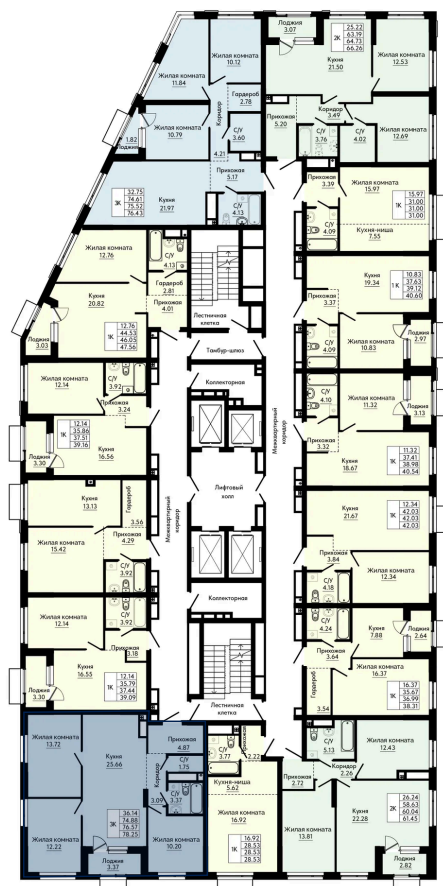 Лоджия
3.07
2К
25.22
63.19
64.73
66.26
Жилая комната
10.12
Кухня
21.50
Жилая комната
12.53
Жилая комната
11.84
Гардероб
2.78
Коридор
4.21
Коридор
3.49
Прихожая
5.20
1.82
Лоджия
Жилая комната
10.79
С/У
3.60
С/У
3.76
С/У
4.02
Жилая комната
12.69
3К
32.75
74.61
75.52
76.43
Кухня
21.97
Прихожая
5.17
С/У
4.13
Прихожая
3.39
Жилая комната
15.97
1К
15.97
31.00
31.00
31.00
С/У
4.09
Кухня-ниша
7.55
Жилая комната
12.76
С/У
4.13
Гардероб
2.81
Кухня
20.82
Прихожая
4.01
Лестничная
клетка
Кухня
19.34
1К
10.83
37.63
39.12
40.60
Прихожая
3.37
Лоджия
3.03
1К
12.76
44.53
46.05
47.56
Тамбур-шлюз
С/У
4.09
Жилая комната
10.83
Лоджия
2.97
Жилая комната
12.14
С/У
3.92
Прихожая
3.24
Коллекторная
С/У
4.10
Жилая комната
11.32
Лоджия
3.13
1К
12.14
35.86
37.51
39.16
Кухня
16.56
Лоджия
3.30
Межквартирный
коридор
Прихожая
3.32
Кухня
18.67
1К
11.32
37.41
38.98
40.54
Кухня
13.13
Гардероб
3.56
Лифтовый
холл
Межквартирный
коридор
Кухня
21.67
1К
12.34
42.03
42.03
42.03
Жилая комната
15.42
Прихожая
4.29
С/У
3.92
Прихожая
3.84
С/У
4.18
Жилая комната
12.34
Жилая комната
12.14
С/У
3.92
Коллекторная
С/У
4.24
Кухня
7.88
Лоджия
2.64
Прихожая
3.18
Прихожая
3.64
Жилая комната
16.37
Кухня
16.55
Лоджия
3.30
1К
12.14
35.79
37.44
39.09
Гардероб
3.54
1К
16.37
35.67
36.99
38.31
Лестничная
клетка
Жилая комната
13.72
Кухня
25.66
Прихожая
4.87
С/У
1.75
Коридор
3.09
С/У
3.37
С/У
3.77
Прихожая
2.22
Кухня-ниша
5.62
С/У
5.13
Жилая комната
12.43
Коридор
2.26
Прихожая
2.72
3К
36.14
74.88
76.57
78.25
Жилая комната
12.22
Лоджия
3.37
Жилая комната
10.20
Жилая комната
16.92
1К
16.92
28.53
28.53
28.53
Жилая комната
13.81
Кухня
22.28
2К
26.24
58.63
60.04
61.45
Лоджия
2.82